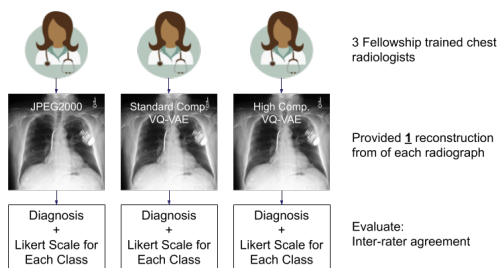 3 Fellowship trained chest
radiologists
JPEG2000
Standard Comp.
VQ-VAE
High Comp.
VQ-VAE
Provided 1 reconstruction
from of each radiograph
Diagnosis
+
Likert Scale for
Each Class
Diagnosis
+
Likert Scale for
Each Class
Diagnosis
+
Likert Scale for
Each Class
Evaluate:
Inter-rater agreement